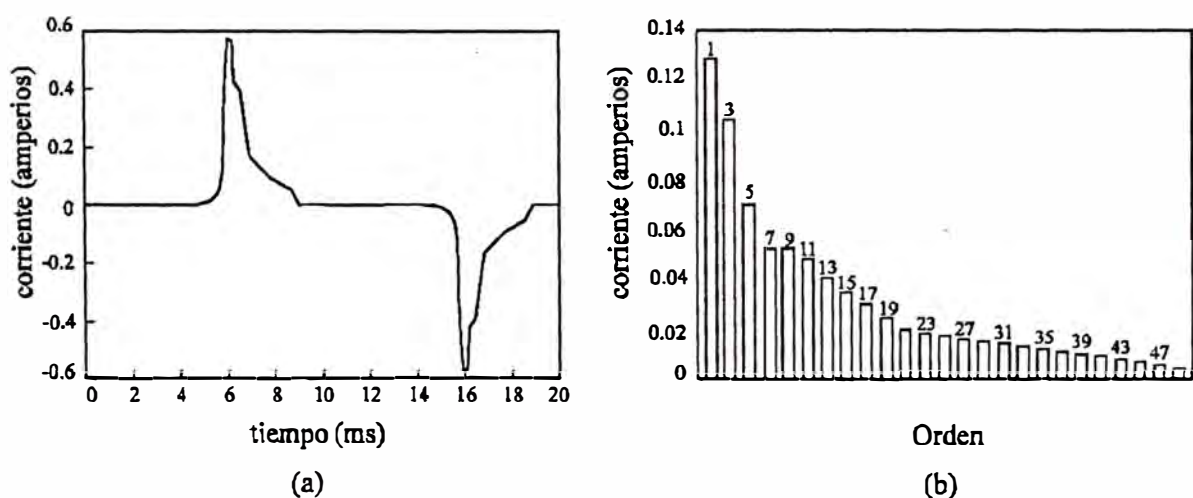 corriente (amperios)
0.6
0.4
0.2
0
-0.2
-0.4
-0.6
0 2 4 6 8 10 12 14 16 18 20
tiempo (ms)
(a)
corriente (amperios)
0.14
0.12
0.1
0.08
0.06
0.04
0.02
0
1
3
5
7 9 11
13
15
17
19
23 27 31 35 39 43 47
Orden
(b)